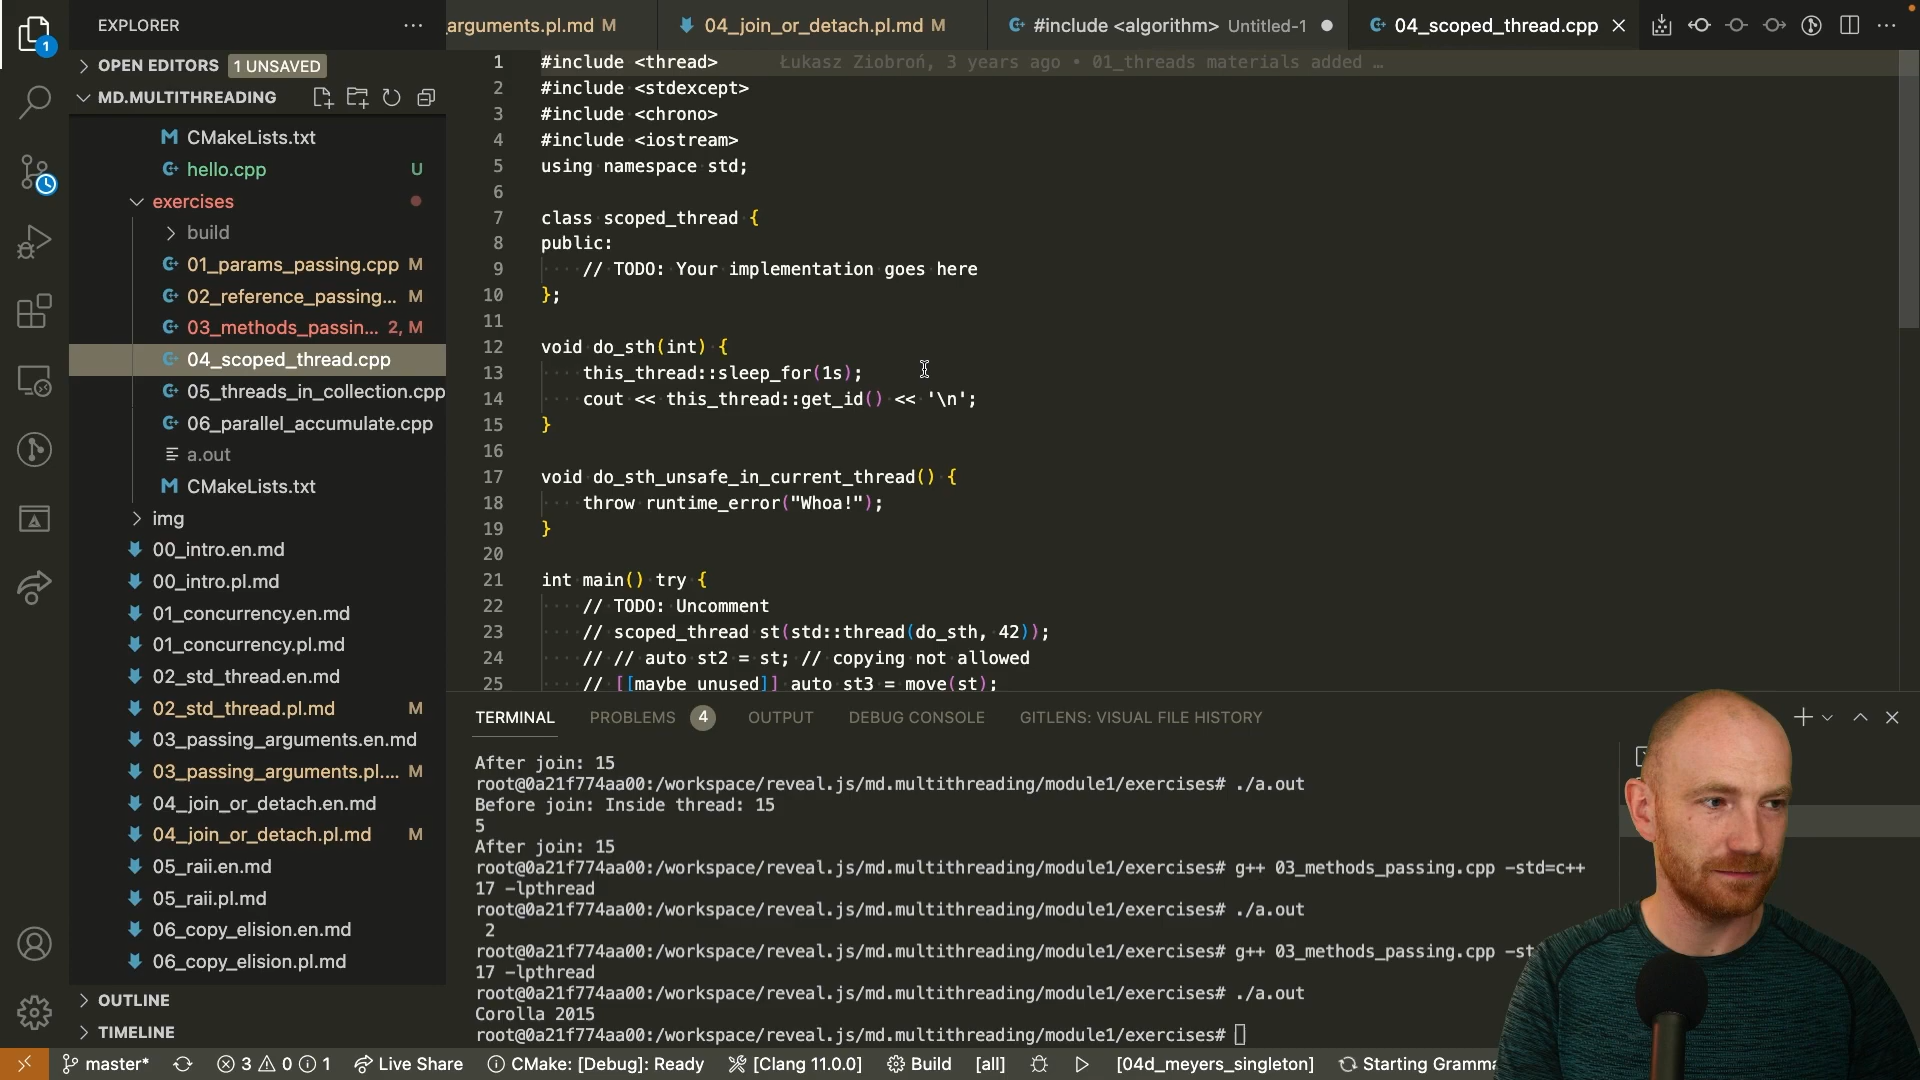 EXPLORER
arguments.pl.md M
04_join_or_detach.pl.md M
#include <algorithm> Untitled-1
04_scoped_thread.cpp
1
OPEN EDITORS 1 UNSAVED
MD.MULTITHREADING
CMakeLists.txt
hello.cpp U
exercises
build
01_params_passing.cpp M
02_reference_passing... M
03_methods_passin... 2, M
04_scoped_thread.cpp
05_threads_in_collection.cpp
06_parallel_accumulate.cpp
a.out
CMakeLists.txt
img
00_intro.en.md
00_intro.pl.md
01_concurrency.en.md
01_concurrency.pl.md
02_std_thread.en.md
02_std_thread.pl.md M
03_passing_arguments.en.md
03_passing_arguments.pl.... M
04_join_or_detach.en.md
04_join_or_detach.pl.md M
05_raii.en.md
05_raii.pl.md
06_copy_elision.en.md
06_copy_elision.pl.md
OUTLINE
TIMELINE
1 #include <thread> Łukasz Ziobroń, 3 years ago • 01_threads materials added …
2 #include <stdexcept>
3 #include <chrono>
4 #include <iostream>
5 using namespace std;
6
7 class scoped_thread {
8 public:
9 // TODO: Your implementation goes here
10 };
11
12 void do_sth(int) {
13 this_thread::sleep_for(1s);
14 cout << this_thread::get_id() << '\n';
15 }
16
17 void do_sth_unsafe_in_current_thread() {
18 throw runtime_error("Whoa!");
19 }
20
21 int main() try {
22 // TODO: Uncomment
23 // scoped_thread st(std::thread(do_sth, 42));
24 // // auto st2 = st; // copying not allowed
25 // [[maybe_unused]] auto st3 = move(st);
TERMINAL PROBLEMS 4 OUTPUT DEBUG CONSOLE GITLENS: VISUAL FILE HISTORY
After join: 15
root@0a21f774aa00:/workspace/reveal.js/md.multithreading/module1/exercises# ./a.out
Before join: Inside thread: 15
5
After join: 15
root@0a21f774aa00:/workspace/reveal.js/md.multithreading/module1/exercises# g++ 03_methods_passing.cpp -std=c++
17 -lpthread
root@0a21f774aa00:/workspace/reveal.js/md.multithreading/module1/exercises# ./a.out
2
root@0a21f774aa00:/workspace/reveal.js/md.multithreading/module1/exercises# g++ 03_methods_passing.cpp -st
17 -lpthread
root@0a21f774aa00:/workspace/reveal.js/md.multithreading/module1/exercises# ./a.out
Corolla 2015
root@0a21f774aa00:/workspace/reveal.js/md.multithreading/module1/exercises#
master* 3 0 1 Live Share CMake: [Debug]: Ready [Clang 11.0.0] Build [all] [04d_meyers_singleton] Starting Gramma